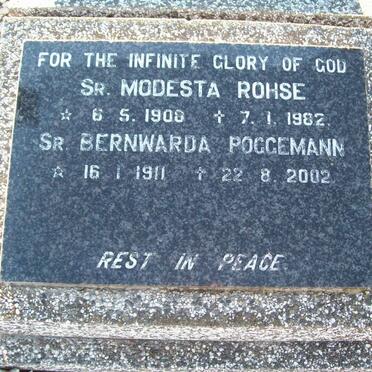 FOR THE INFINITE GLORY OF GOD
SR. MODESTA ROHSE
☆ 6. 5. 1908 ✝ 7. 1. 1982.
SR BERNWARDA POGGEMANN
☆ 16. 1. 1911 ✝ 22. 8. 2002
REST IN PEACE